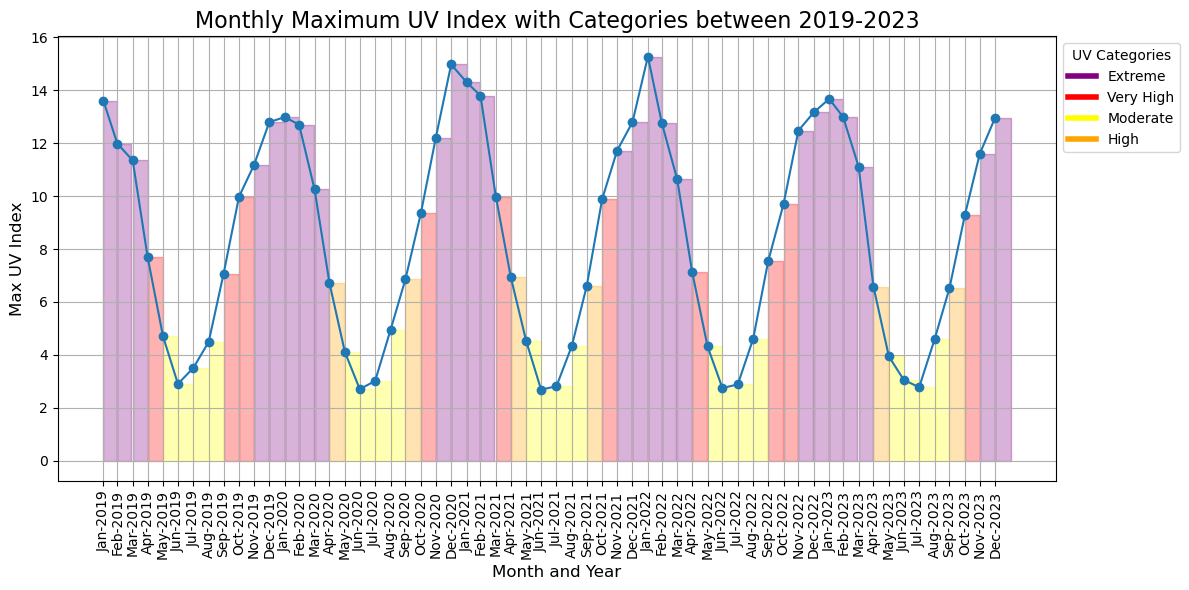 Monthly Maximum UV Index with Categories between 2019-2023
Max UV Index
16
14
12
10
8
6
4
2
0
Jan-2019
Feb-2019
Mar-2019
Apr-2019
May-2019
Jun-2019
Jul-2019
Aug-2019
Sep-2019
Oct-2019
Nov-2019
Dec-2019
Jan-2020
Feb-2020
Mar-2020
Apr-2020
May-2020
Jun-2020
Jul-2020
Aug-2020
Sep-2020
Oct-2020
Nov-2020
Dec-2020
Jan-2021
Feb-2021
Mar-2021
Apr-2021
May-2021
Jun-2021
Jul-2021
Aug-2021
Sep-2021
Oct-2021
Nov-2021
Dec-2021
Jan-2022
Feb-2022
Mar-2022
Apr-2022
May-2022
Jun-2022
Jul-2022
Aug-2022
Sep-2022
Oct-2022
Nov-2022
Dec-2022
Jan-2023
Feb-2023
Mar-2023
Apr-2023
May-2023
Jun-2023
Jul-2023
Aug-2023
Sep-2023
Oct-2023
Nov-2023
Dec-2023
Month and Year
UV Categories
Extreme
Very High
Moderate
High